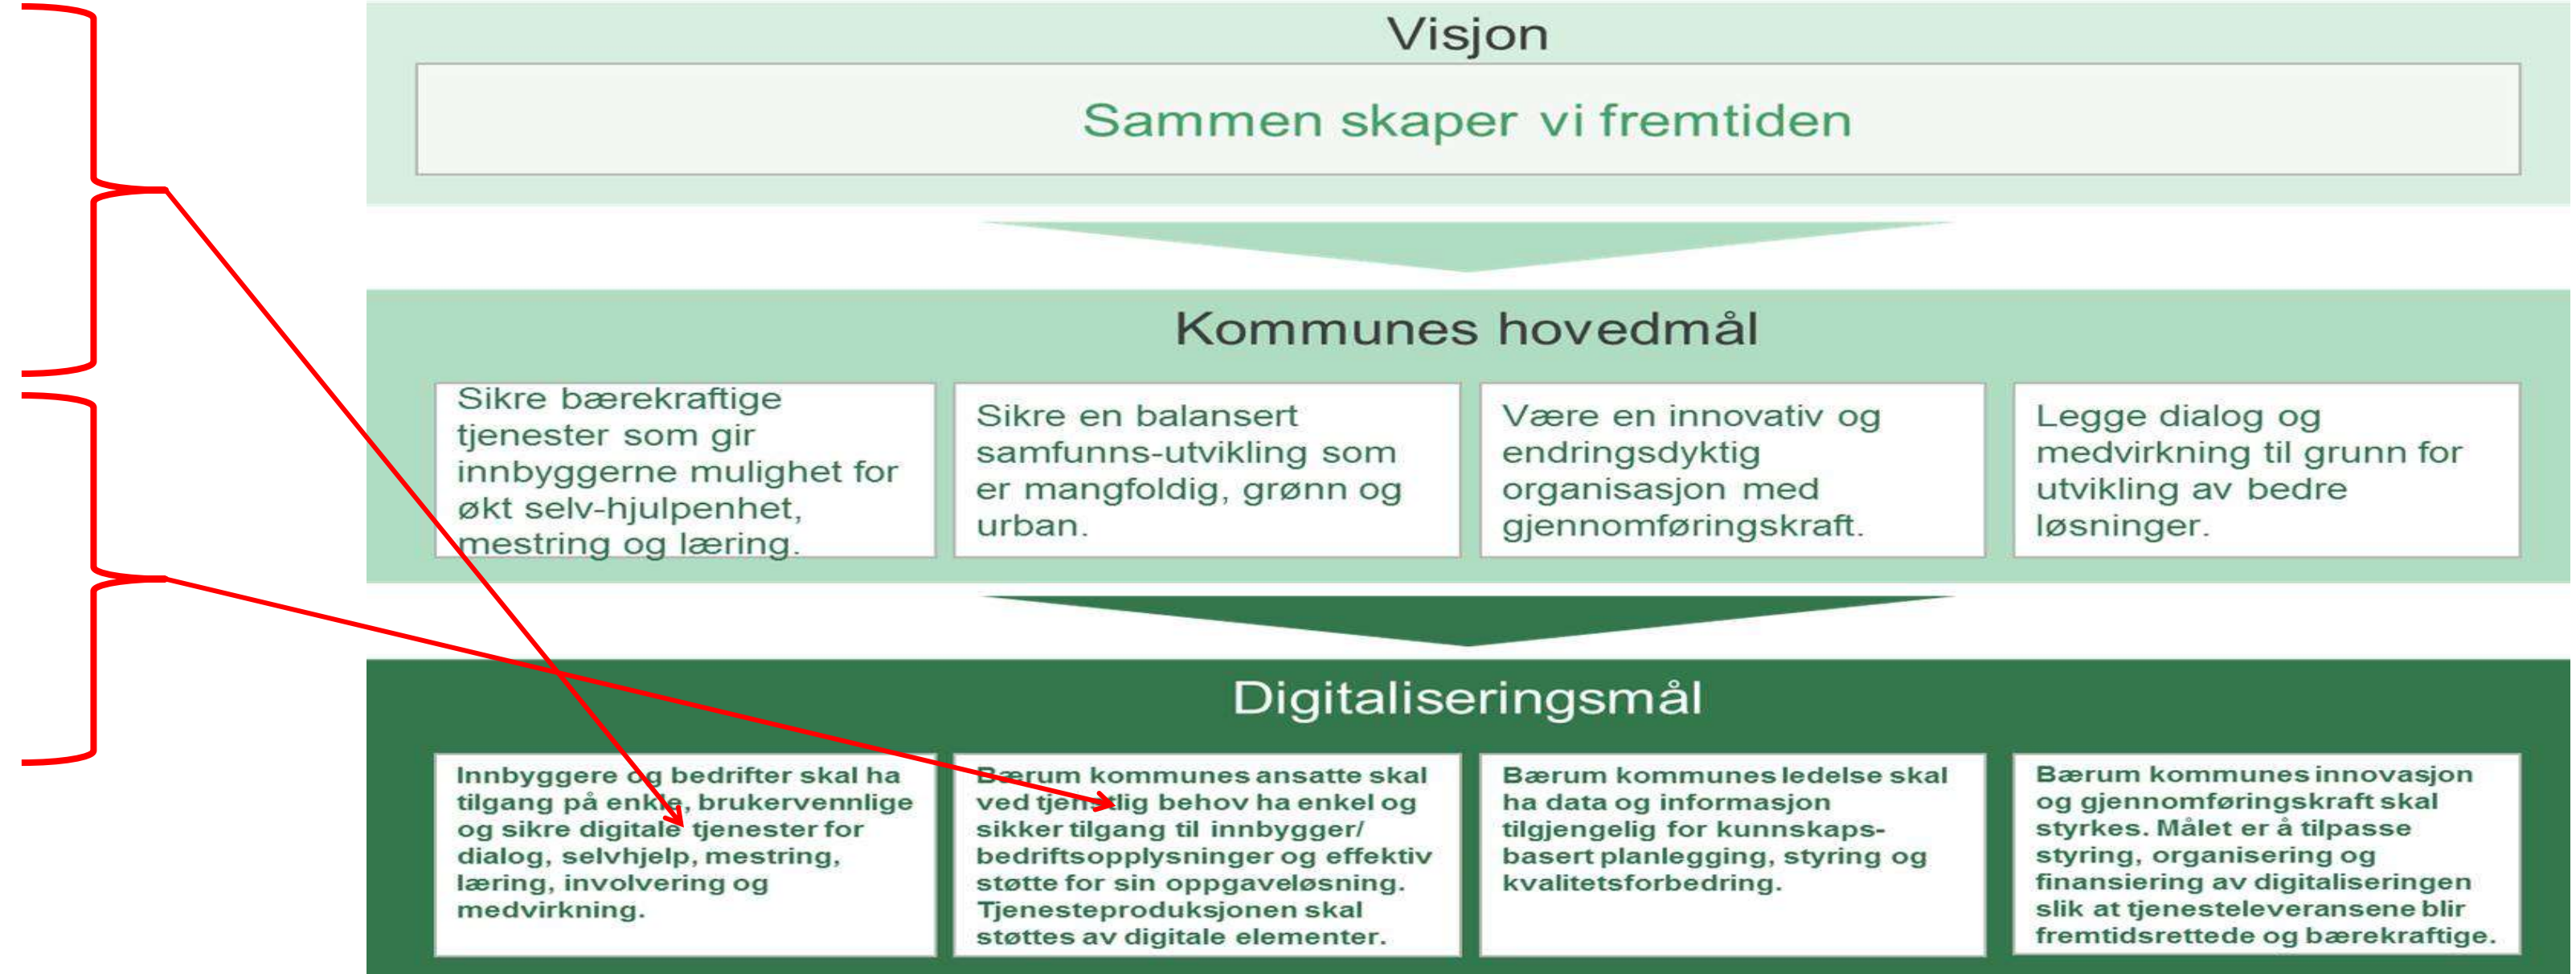 Visjon
Sammen skaper vi fremtiden
Kommunes hovedmål
Sikre bærekraftige
tjenester som gir
innbyggerne mulighet for
økt selv-hjulpenhet,
mestring og læring.
Sikre en balansert
samfunns-utvikling som
er mangfoldig, grønn og
urban.
Være en innovativ og
endringsdyktig
organisasjon med
gjennomføringskraft.
Legge dialog og
medvirkning til grunn for
utvikling av bedre
løsninger.
Digitaliseringsmål
Innbyggere og bedrifter skal ha
tilgang på enkle, brukervennlige
og sikre digitale tjenester for
dialog, selvhjelp, mestring,
læring, involvering og
medvirkning.
Bærum kommunes ansatte skal
ved tjenstlig behov ha enkel og
sikker tilgang til innbygger/
bedriftsopplysninger og effektiv
støtte for sin oppgaveløsning.
Tjenesteproduksjonen skal
støttes av digitale elementer.
Bærum kommunes ledelse skal
ha data og informasjon
tilgjengelig for kunnskaps-
basert planlegging, styring og
kvalitetsforbedring.
Bærum kommunes innovasjon
og gjennomføringskraft skal
styrkes. Målet er å tilpasse
styring, organisering og
finansiering av digitaliseringen
slik at tjenesteleveransene blir
fremtidsrettede og bærekraftige.